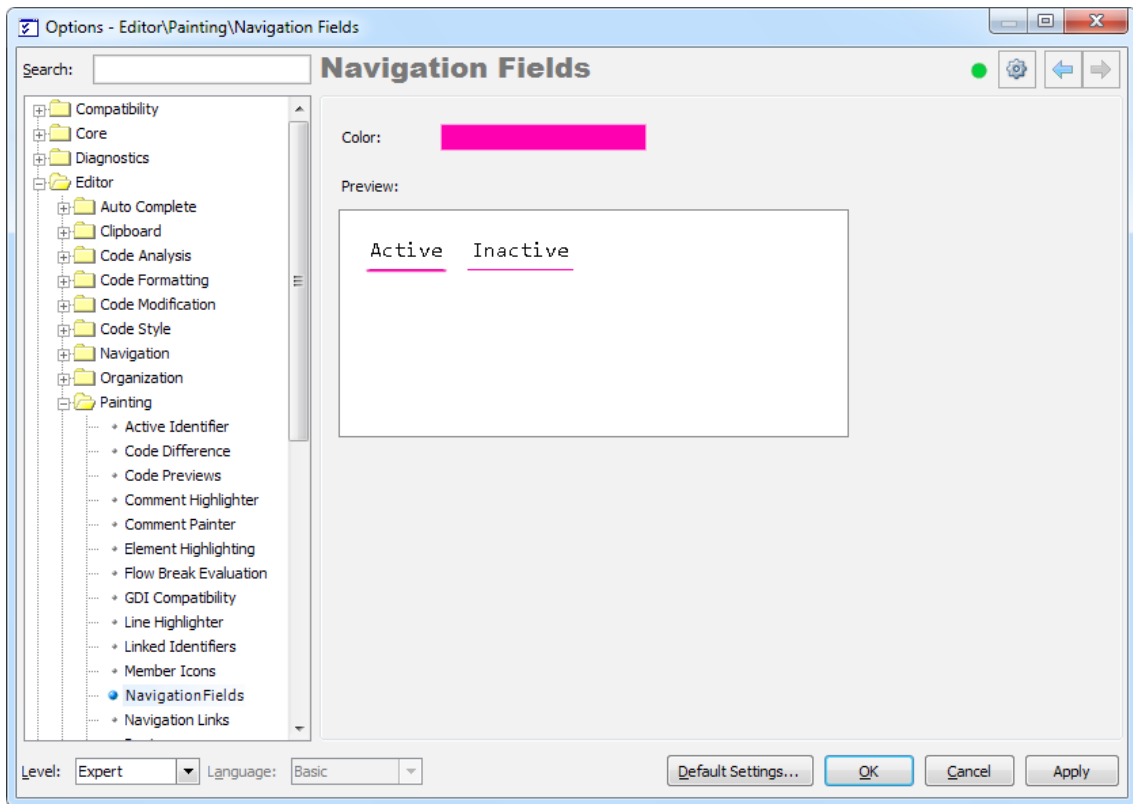 Options - Editor\Painting\Navigation Fields
Search:
Navigation Fields
Compatibility
Core
Diagnostics
Editor
Auto Complete
Clipboard
Code Analysis
Code Formatting
Code Modification
Code Style
Navigation
Organization
Painting
Active Identifier
Code Difference
Code Previews
Comment Highlighter
Comment Painter
Element Highlighting
Flow Break Evaluation
GDI Compatibility
Line Highlighter
Linked Identifiers
Member Icons
Navigation Fields
Navigation Links
Color:
Preview:
Active Inactive
Level: Expert Language: Basic
Default Settings... OK Cancel Apply